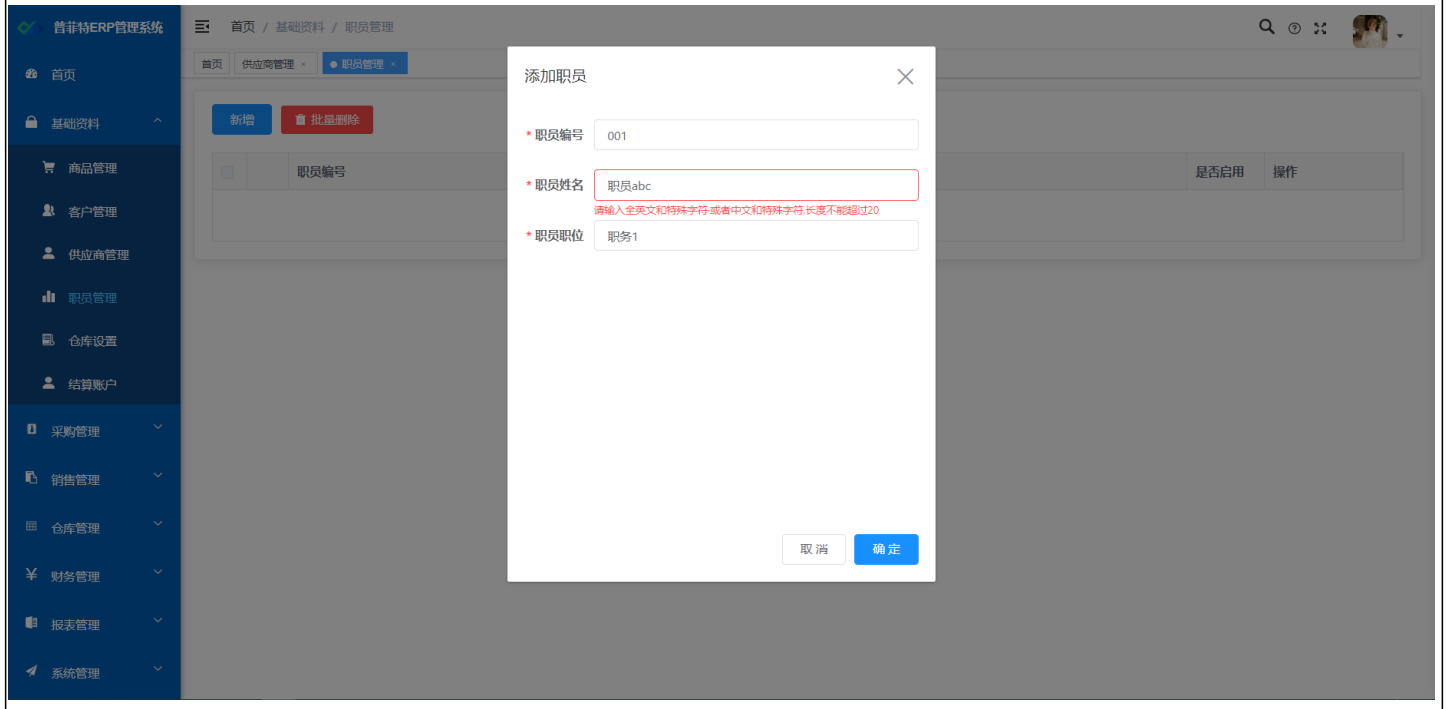 普菲特ERP管理系统
首页 / 基础资料 / 职员管理
首页 供应商管理 × 职员管理 ×
首页
基础资料
商品管理
客户管理
供应商管理
职员管理
仓库设置
结算账户
采购管理
销售管理
仓库管理
财务管理
报表管理
系统管理
新增 批量删除
职员编号 是否启用 操作
添加职员
* 职员编号 001
* 职员姓名 职员abc
请输入全英文和特殊字符或者中文和特殊字符,长度不能超过20
* 职员职位 职务1
取消 确定